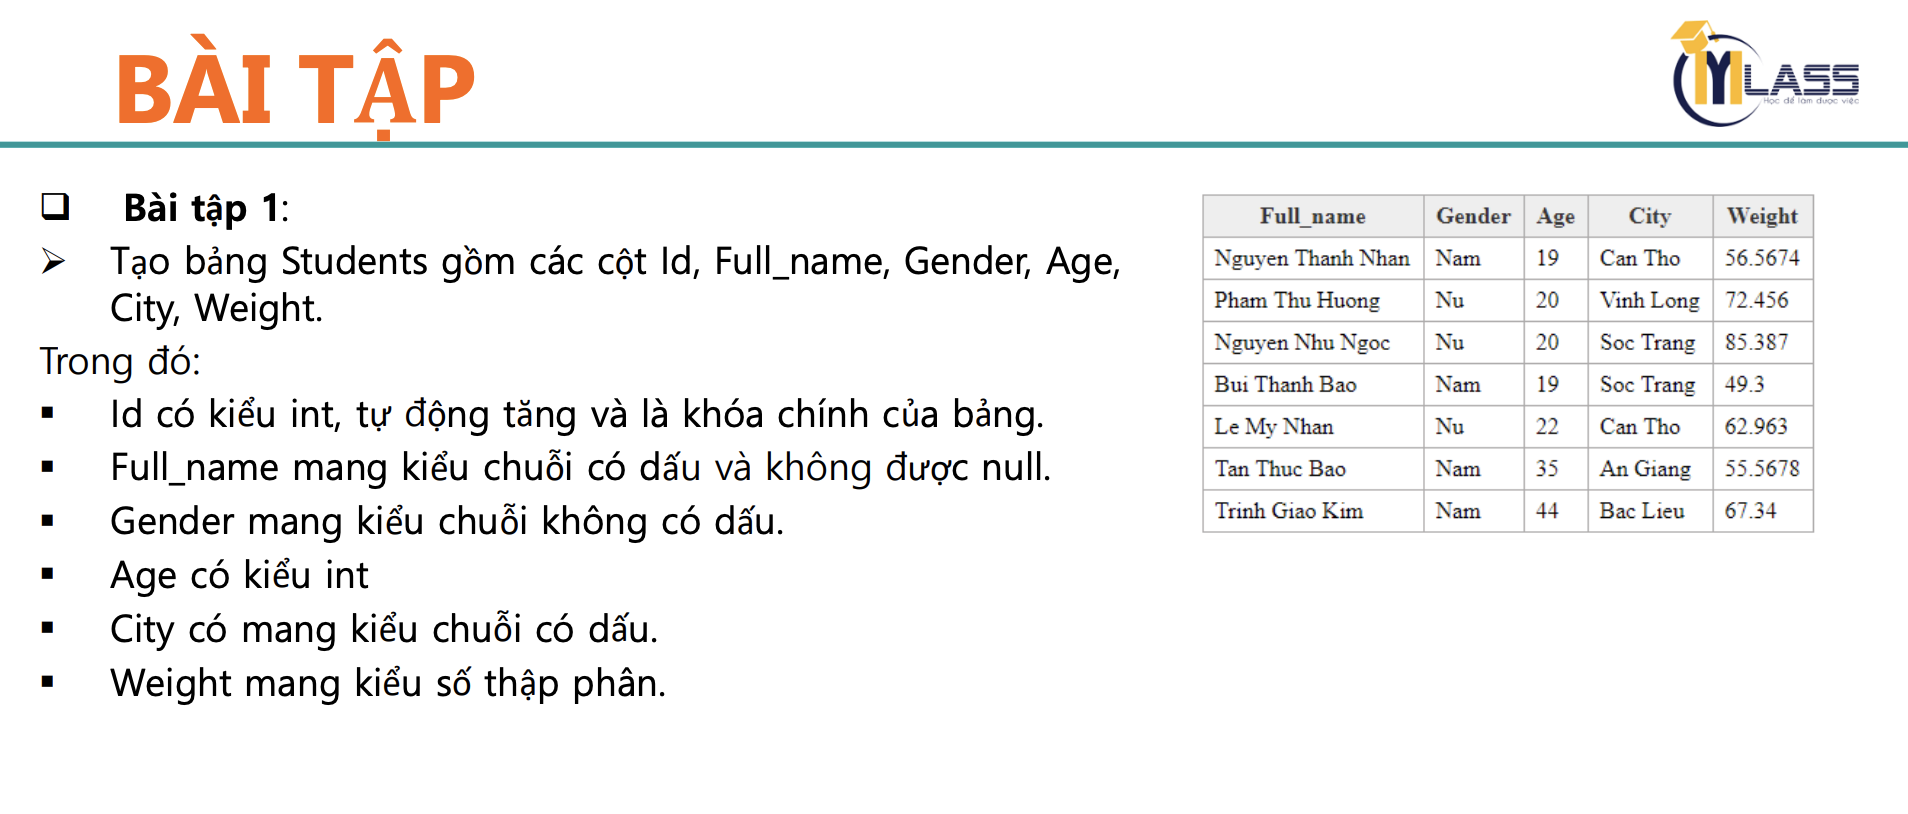 BÀI TẬP
MLASS
Học để làm được việc
Bài tập 1:
Tạo bảng Students gồm các cột Id, Full_name, Gender, Age,
City, Weight.
Trong đó:
Id có kiểu int, tự động tăng và là khóa chính của bảng.
Full_name mang kiểu chuỗi có dấu và không được null.
Gender mang kiểu chuỗi không có dấu.
Age có kiểu int
City có mang kiểu chuỗi có dấu.
Weight mang kiểu số thập phân.
Full_name Gender Age City Weight
Nguyen Thanh Nhan Nam 19 Can Tho 56.5674
Pham Thu Huong Nu 20 Vinh Long 72.456
Nguyen Nhu Ngoc Nu 20 Soc Trang 85.387
Bui Thanh Bao Nam 19 Soc Trang 49.3
Le My Nhan Nu 22 Can Tho 62.963
Tan Thuc Bao Nam 35 An Giang 55.5678
Trinh Giao Kim Nam 44 Bac Lieu 67.34